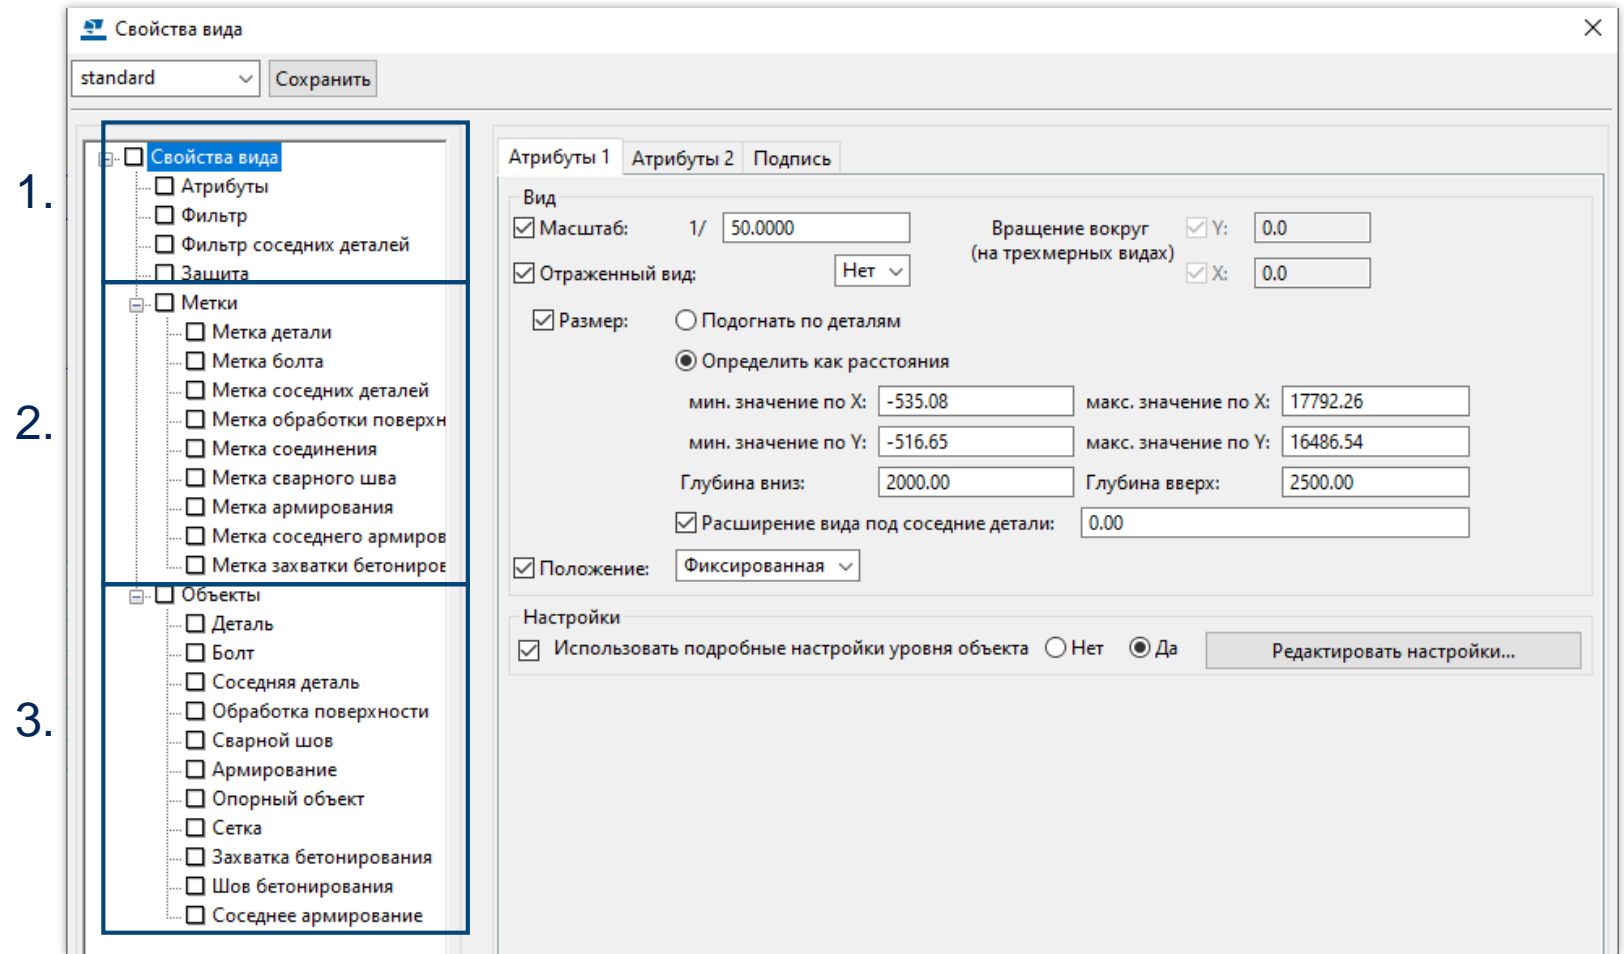 Свойства вида
standard Сохранить
1.
Свойства вида
Атрибуты
Фильтр
Фильтр соседних деталей
Защита
2.
Метки
Метка детали
Метка болта
Метка соседних деталей
Метка обработки поверхн
Метка соединения
Метка сварного шва
Метка армирования
Метка соседнего армиров
Метка захватки бетониров
3.
Объекты
Деталь
Болт
Соседняя деталь
Обработка поверхности
Сварной шов
Армирование
Опорный объект
Сетка
Захватка бетонирования
Шов бетонирования
Соседнее армирование
Атрибуты 1 Атрибуты 2 Подпись
Вид
Масштаб: 1/ 50.0000 Вращение вокруг Y: 0.0
(на трехмерных видах)
Отраженный вид: Нет X: 0.0
Размер: Подогнать по деталям
Определить как расстояния
мин. значение по X: -535.08 макс. значение по X: 17792.26
мин. значение по Y: -516.65 макс. значение по Y: 16486.54
Глубина вниз: 2000.00 Глубина вверх: 2500.00
Расширение вида под соседние детали: 0.00
Положение: Фиксированная
Настройки
Использовать подробные настройки уровня объекта Нет Да Редактировать настройки...